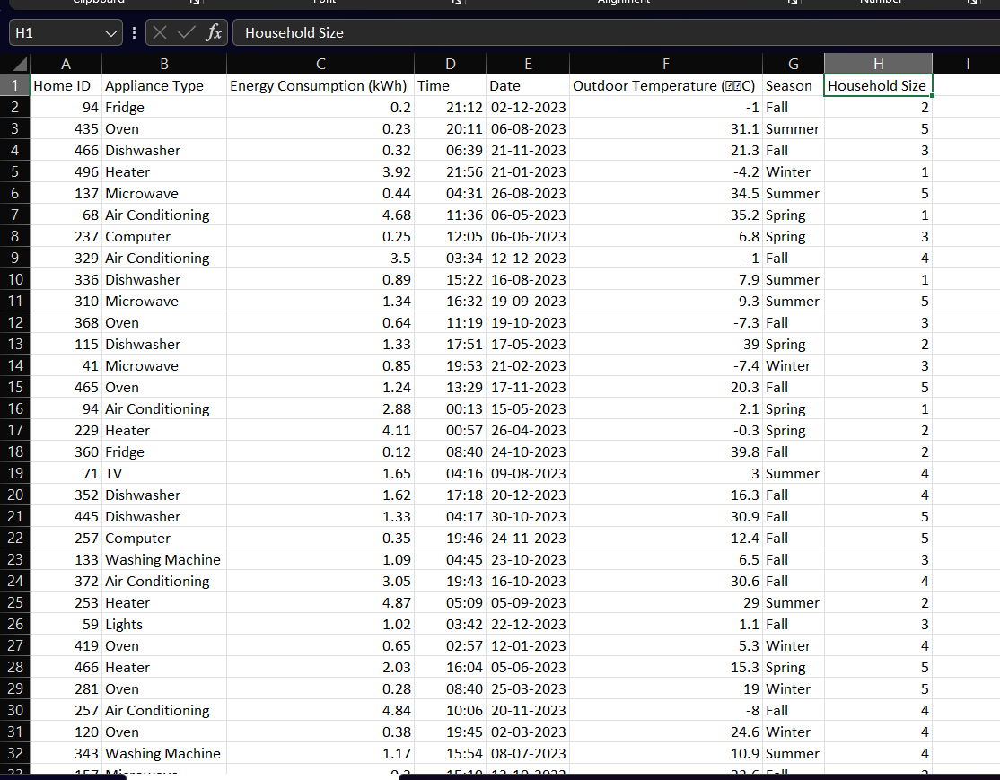 Clipboard Font Alignment Number
H1 fx Household Size
A B C D E F G H I
1 Home ID Appliance Type Energy Consumption (kWh) Time Date Outdoor Temperature (��C) Season Household Size
2 94 Fridge 0.2 21:12 02-12-2023 -1 Fall 2
3 435 Oven 0.23 20:11 06-08-2023 31.1 Summer 5
4 466 Dishwasher 0.32 06:39 21-11-2023 21.3 Fall 3
5 496 Heater 3.92 21:56 21-01-2023 -4.2 Winter 1
6 137 Microwave 0.44 04:31 26-08-2023 34.5 Summer 5
7 68 Air Conditioning 4.68 11:36 06-05-2023 35.2 Spring 1
8 237 Computer 0.25 12:05 06-06-2023 6.8 Spring 3
9 329 Air Conditioning 3.5 03:34 12-12-2023 -1 Fall 4
10 336 Dishwasher 0.89 15:22 16-08-2023 7.9 Summer 1
11 310 Microwave 1.34 16:32 19-09-2023 9.3 Summer 5
12 368 Oven 0.64 11:19 19-10-2023 -7.3 Fall 3
13 115 Dishwasher 1.33 17:51 17-05-2023 39 Spring 2
14 41 Microwave 0.85 19:53 21-02-2023 -7.4 Winter 3
15 465 Oven 1.24 13:29 17-11-2023 20.3 Fall 5
16 94 Air Conditioning 2.88 00:13 15-05-2023 2.1 Spring 1
17 229 Heater 4.11 00:57 26-04-2023 -0.3 Spring 2
18 360 Fridge 0.12 08:40 24-10-2023 39.8 Fall 2
19 71 TV 1.65 04:16 09-08-2023 3 Summer 4
20 352 Dishwasher 1.62 17:18 20-12-2023 16.3 Fall 4
21 445 Dishwasher 1.33 04:17 30-10-2023 30.9 Fall 5
22 257 Computer 0.35 19:46 24-11-2023 12.4 Fall 5
23 133 Washing Machine 1.09 04:45 23-10-2023 6.5 Fall 3
24 372 Air Conditioning 3.05 19:43 16-10-2023 30.6 Fall 4
25 253 Heater 4.87 05:09 05-09-2023 29 Summer 2
26 59 Lights 1.02 03:42 22-12-2023 1.1 Fall 3
27 419 Oven 0.65 02:57 12-01-2023 5.3 Winter 4
28 466 Heater 2.03 16:04 05-06-2023 15.3 Spring 5
29 281 Oven 0.28 08:40 25-03-2023 19 Winter 5
30 257 Air Conditioning 4.84 10:06 20-11-2023 -8 Fall 4
31 120 Oven 0.38 19:45 02-03-2023 24.6 Winter 4
32 343 Washing Machine 1.17 15:54 08-07-2023 10.9 Summer 4